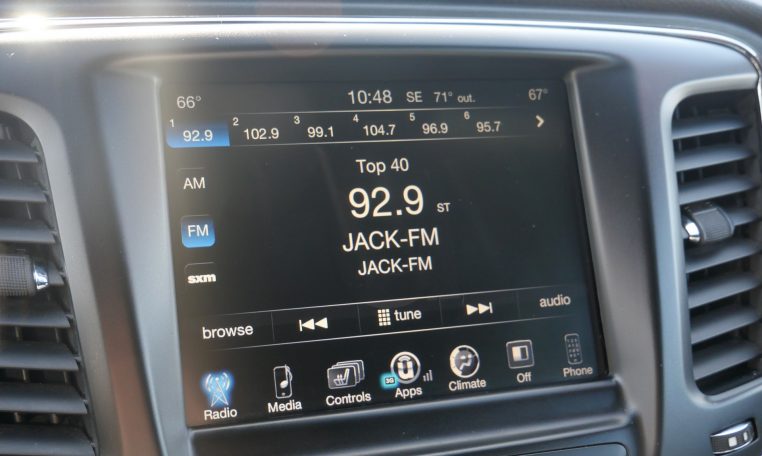 66° 10:48 SE 71° out. 67°
1 92.9 2 102.9 3 99.1 4 104.7 5 96.9 6 95.7
Top 40
AM
92.9 ST
FM
JACK-FM
JACK-FM
sxm
browse tune audio
Radio Media Controls 3G Apps Climate Off Phone